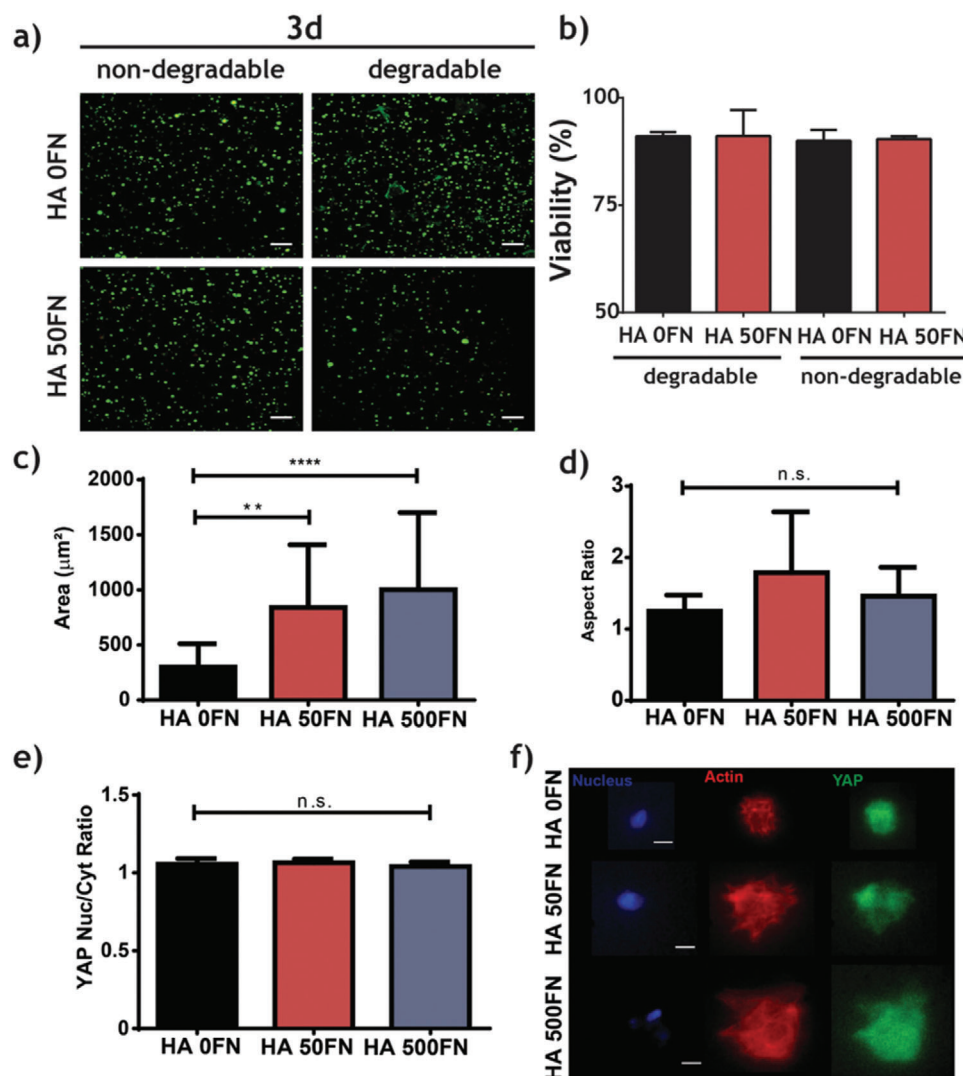 a)
3d
non-degradable degradable
HA 0FN
HA 50FN
b)
Viability (%)
100
75
50
HA 0FN HA 50FN HA 0FN HA 50FN
degradable non-degradable
c)
Area (μm²)
2000
1500
1000
500
0
****
**
HA 0FN HA 50FN HA 500FN
d)
Aspect Ratio
3
2
1
0
n.s.
HA 0FN HA 50FN HA 500FN
e)
YAP Nuc/Cyt Ratio
1.5
1
0.5
0
n.s.
HA 0FN HA 50FN HA 500FN
f)
Nucleus Actin YAP
HA 0FN
HA 50FN
HA 500FN